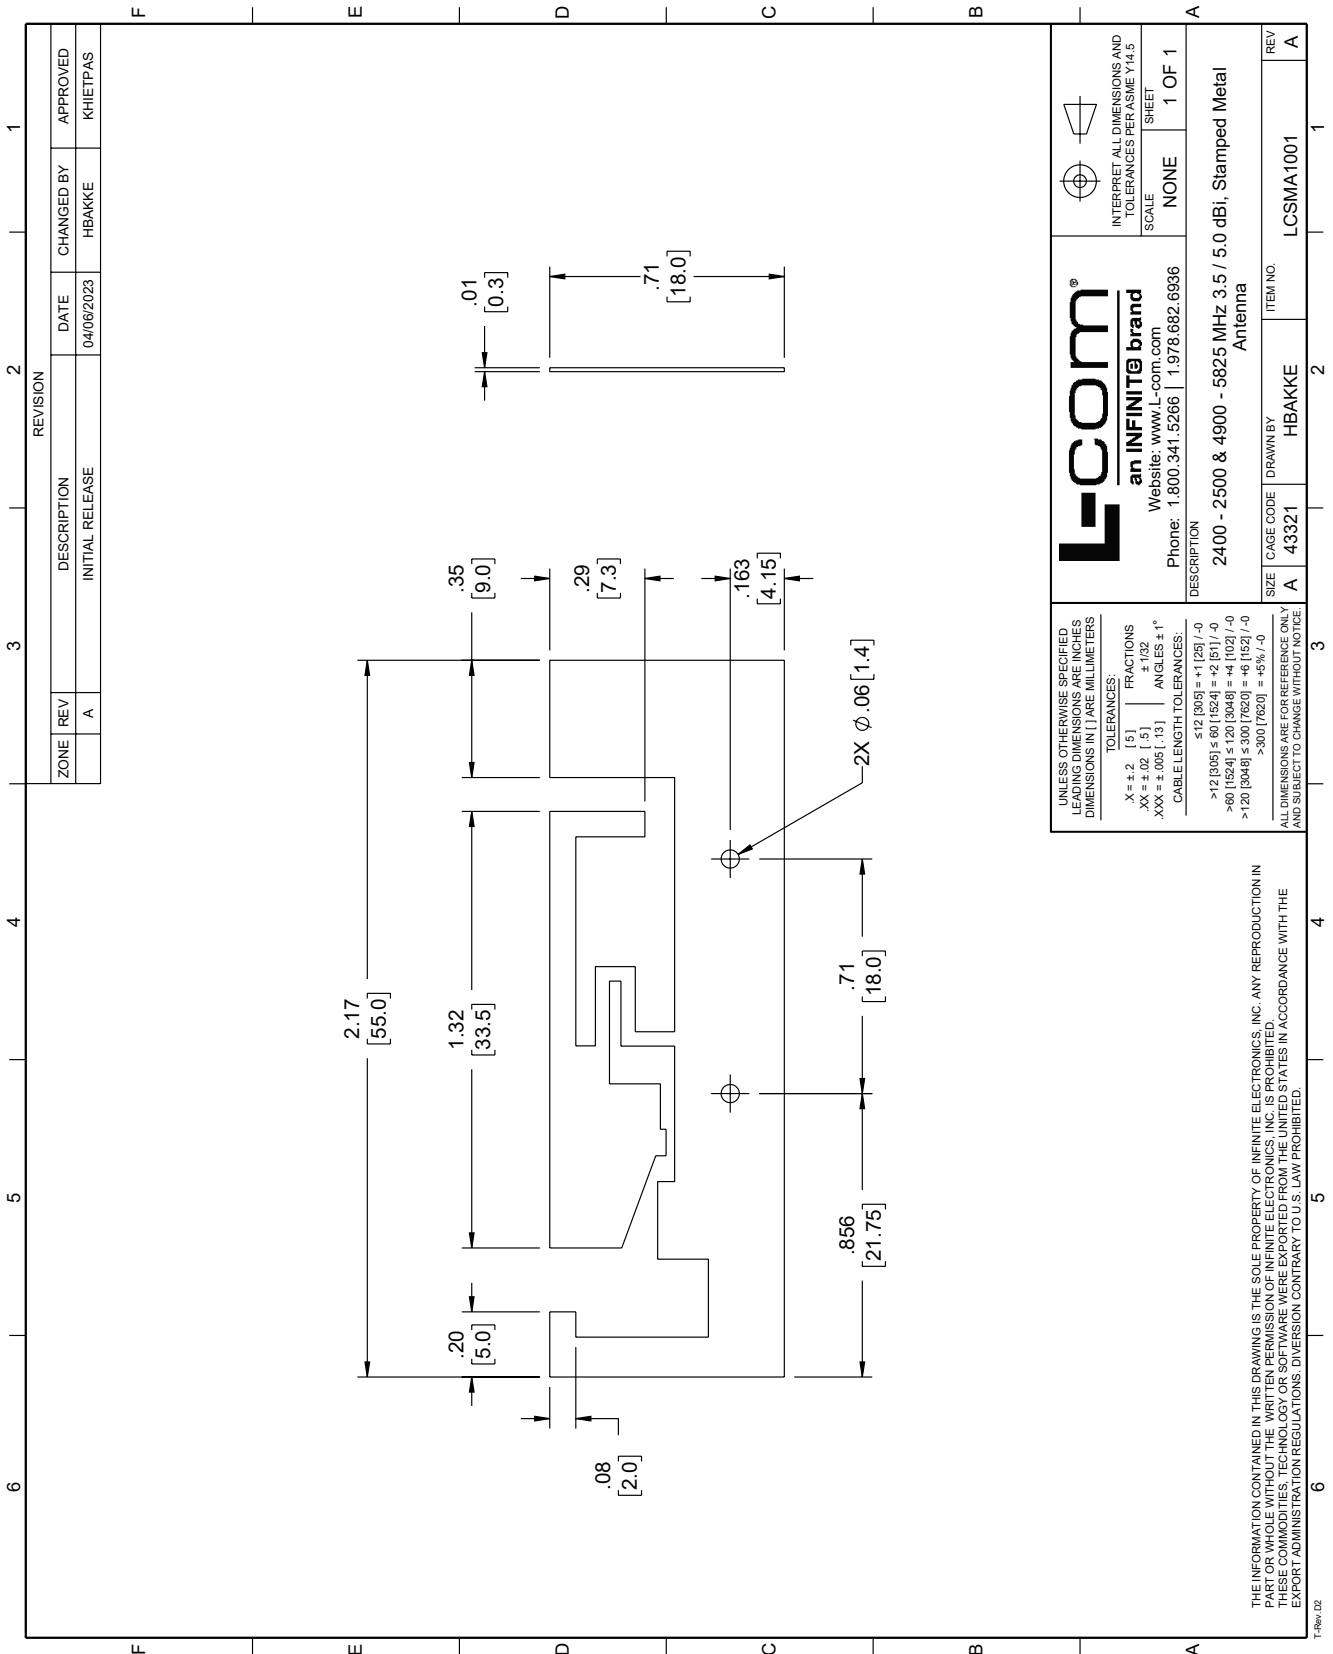 6
5
4
3
2
1
F
E
D
C
B
A
REVISION
ZONE REV DESCRIPTION DATE CHANGED BY APPROVED
A INITIAL RELEASE 04/06/2023 HBAKKE KHIETPAS
2.17
[55.0]
1.32
[33.5]
.20
[5.0]
.35
[9.0]
.08
[2.0]
.29
[7.3]
.163
[4.15]
.01
[0.3]
.71
[18.0]
2X ⌀ .06 [1.4]
.71
[18.0]
.856
[21.75]
THE INFORMATION CONTAINED IN THIS DRAWING IS THE SOLE PROPERTY OF INFINITE ELECTRONICS, INC. ANY REPRODUCTION IN
PART OR WHOLE WITHOUT THE WRITTEN PERMISSION OF INFINITE ELECTRONICS, INC. IS PROHIBITED.
THESE COMMODITIES, TECHNOLOGY OR SOFTWARE WERE EXPORTED FROM THE UNITED STATES IN ACCORDANCE WITH THE
EXPORT ADMINISTRATION REGULATIONS. DIVERSION CONTRARY TO U.S. LAW PROHIBITED.
UNLESS OTHERWISE SPECIFIED
LEADING DIMENSIONS ARE INCHES
DIMENSIONS IN [ ] ARE MILLIMETERS
TOLERANCES:
.X = ± .2 [ 5 ] FRACTIONS
.XX = ± .02 [ .5 ] ± 1/32
.XXX = ± .005 [ .13 ] ANGLES ± 1°
CABLE LENGTH TOLERANCES:
≤12 [305] = +1 [25] / -0
>12 [305] ≤ 60 [1524] = +2 [51] / -0
>60 [1524] ≤ 120 [3048] = +4 [102] / -0
>120 [3048] ≤ 300 [7620] = +6 [152] / -0
>300 [7620] = +5% / -0
ALL DIMENSIONS ARE FOR REFERENCE ONLY
AND SUBJECT TO CHANGE WITHOUT NOTICE.
L-com®
an INFINITE brand
Website: www.L-com.com
Phone: 1.800.341.5266 | 1.978.682.6936
INTERPRET ALL DIMENSIONS AND
TOLERANCES PER ASME Y14.5
SCALE SHEET
NONE 1 OF 1
DESCRIPTION
2400 - 2500 & 4900 - 5825 MHz 3.5 / 5.0 dBi, Stamped Metal
Antenna
SIZE CAGE CODE DRAWN BY ITEM NO. REV
A 43321 HBAKKE LCSMA1001 A
T-Rev. D2
6
5
4
3
2
1
F
E
D
C
B
A